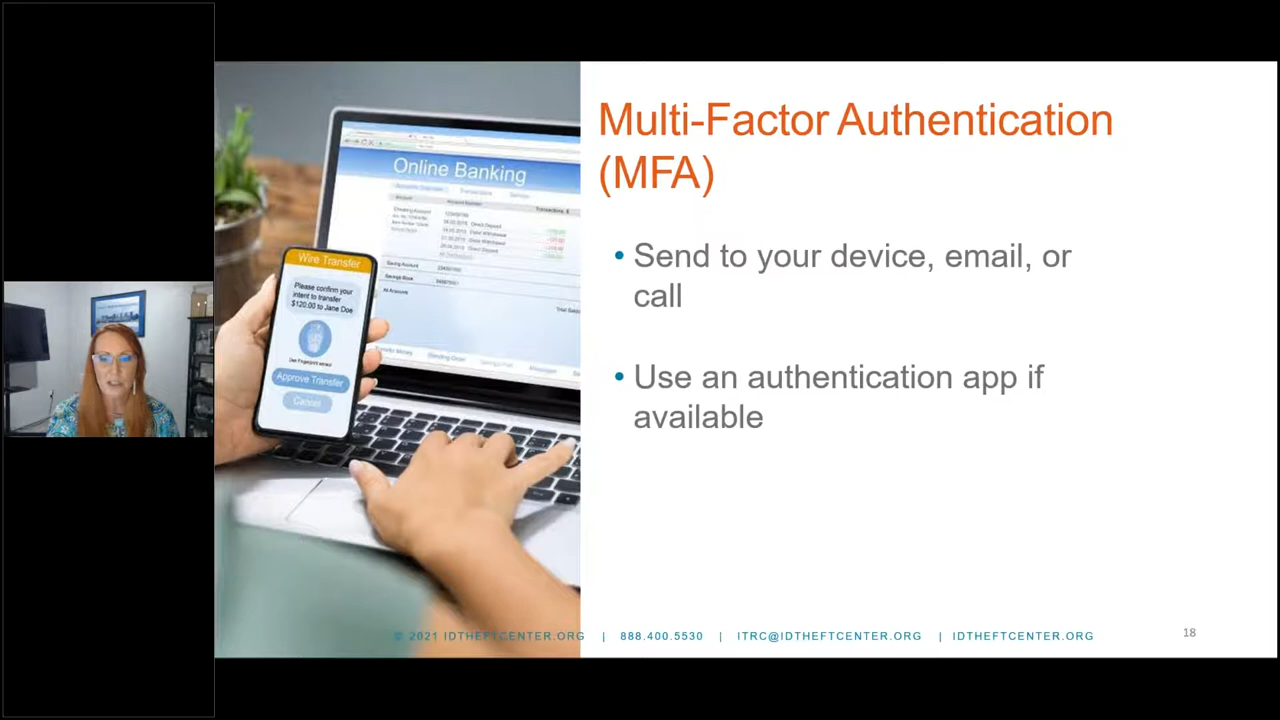 Multi-Factor Authentication
(MFA)
• Send to your device, email, or
call
• Use an authentication app if
available
Online Banking
Wire Transfer
Please confirm your
intent to transfer
$120.00 to Jane Doe
Use Fingerprint sensor
Approve Transfer
Cancel
© 2021 IDTHEFTCENTER.ORG | 888.400.5530 | ITRC@IDTHEFTCENTER.ORG | IDTHEFTCENTER.ORG
18